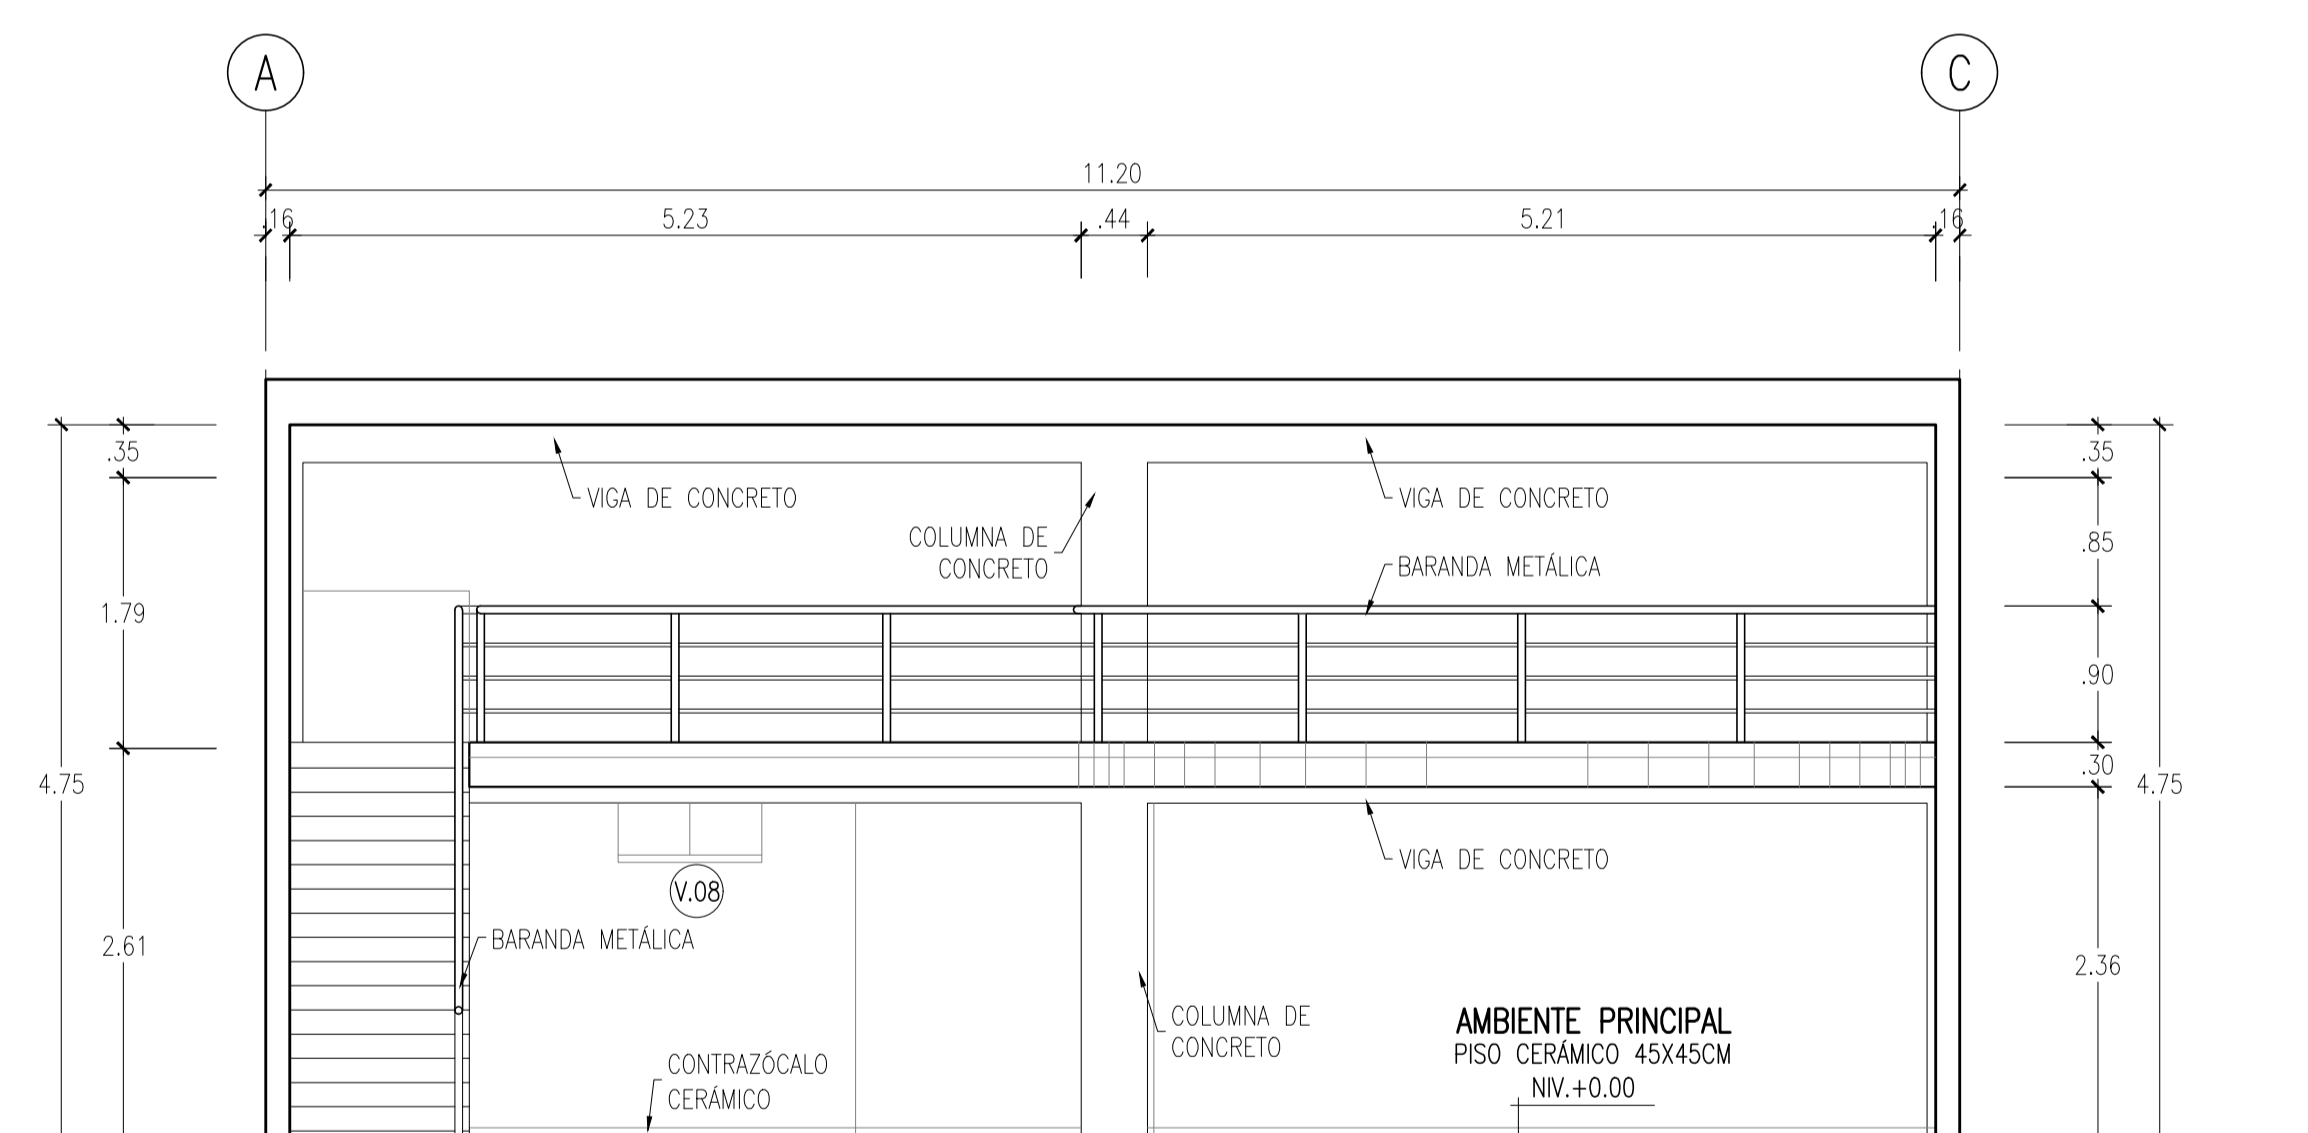 A
C
11.20
.16
5.23
.44
5.21
.16
.35
.35
VIGA DE CONCRETO
VIGA DE CONCRETO
COLUMNA DE
CONCRETO
.85
BARANDA METÁLICA
1.79
.90
.30
4.75
4.75
VIGA DE CONCRETO
V.08
BARANDA METÁLICA
2.61
2.36
COLUMNA DE
CONCRETO
AMBIENTE PRINCIPAL
PISO CERÁMICO 45X45CM
NIV.+0.00
CONTRAZÓCALO
CERÁMICO